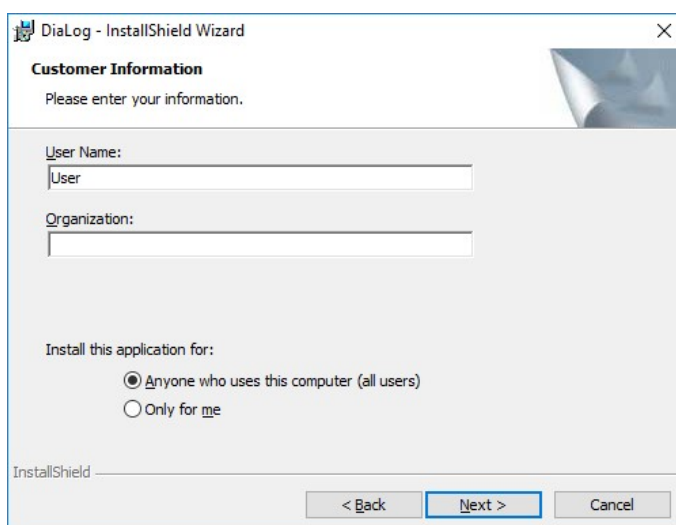 DiaLog - InstallShield Wizard
Customer Information
Please enter your information.
User Name:
User
Organization:
Install this application for:
Anyone who uses this computer (all users)
Only for me
InstallShield
< Back Next > Cancel